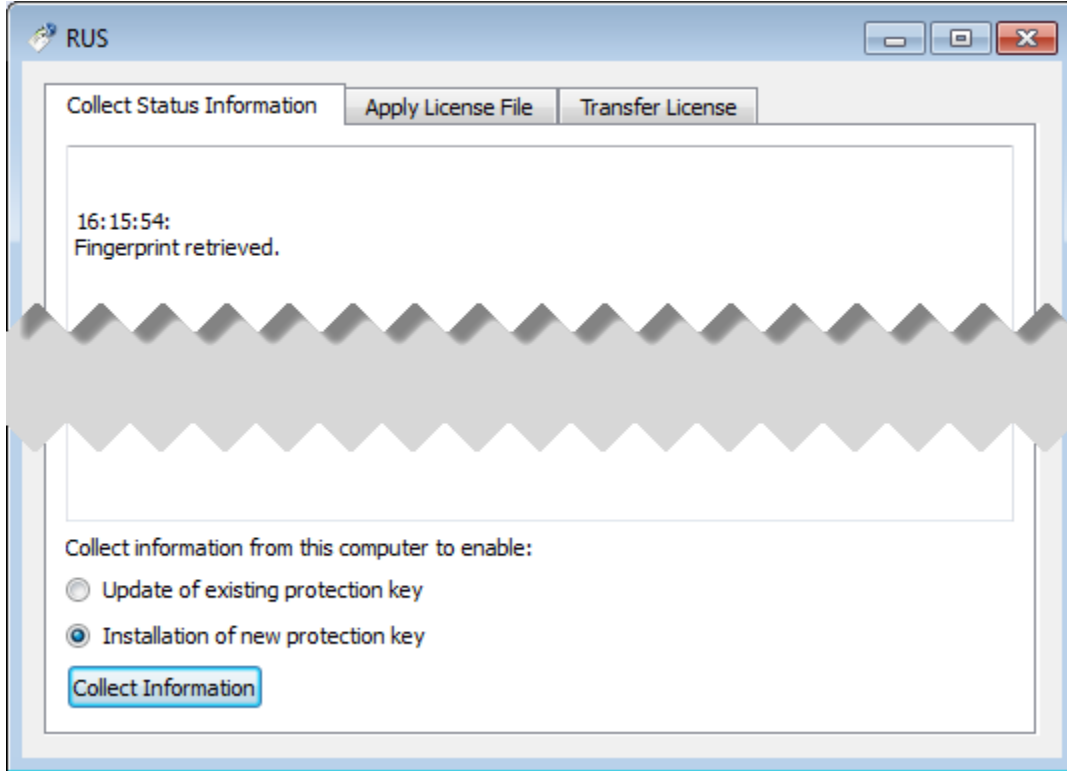 RUS
Collect Status Information
Apply License File
Transfer License
16:15:54:
Fingerprint retrieved.
Collect information from this computer to enable:
Update of existing protection key
Installation of new protection key
Collect Information